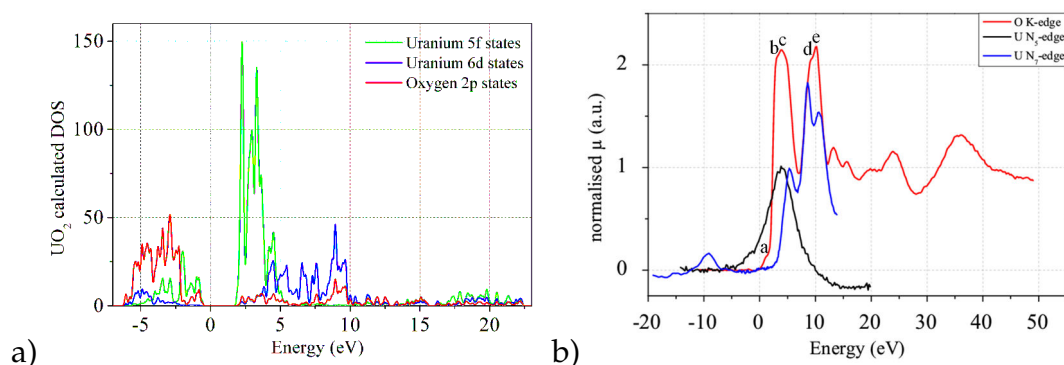 150
100
50
0
-5
0
5
10
15
20
UO₂ calculated DOS
Energy (eV)
Uranium 5f states
Uranium 6d states
Oxygen 2p states
a)
2
1
0
-20
-10
0
10
20
30
40
50
normalised μ (a.u.)
Energy (eV)
O K-edge
U N₅-edge
U N₇-edge
a
b
c
d
e
b)